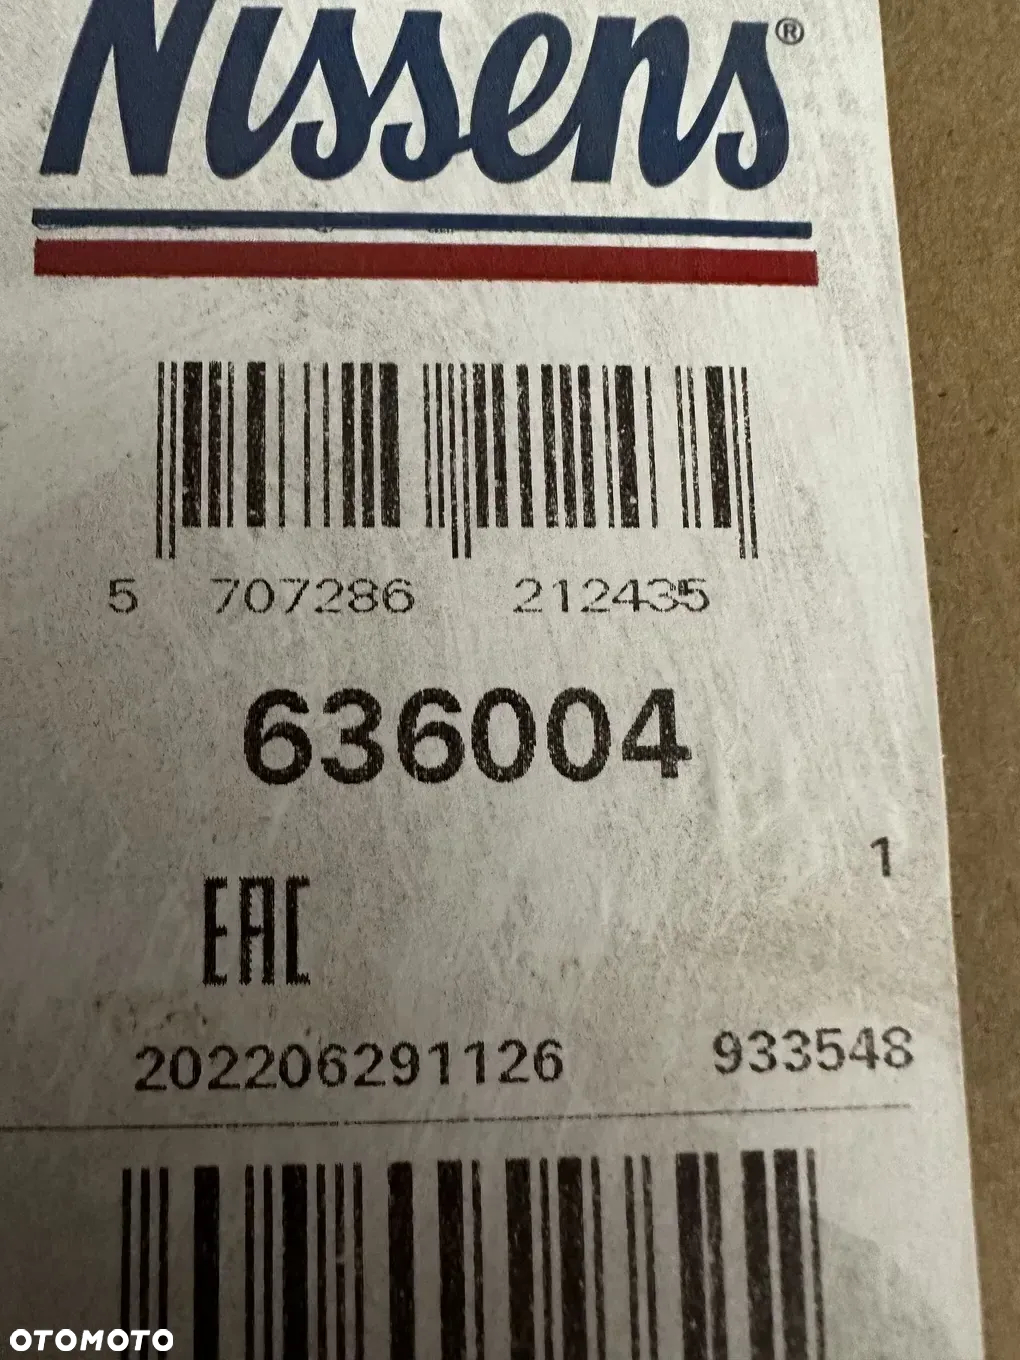 Nissens®
5 707286 212435
636004
1
EAC
202206291126 933548
OTOMOTO